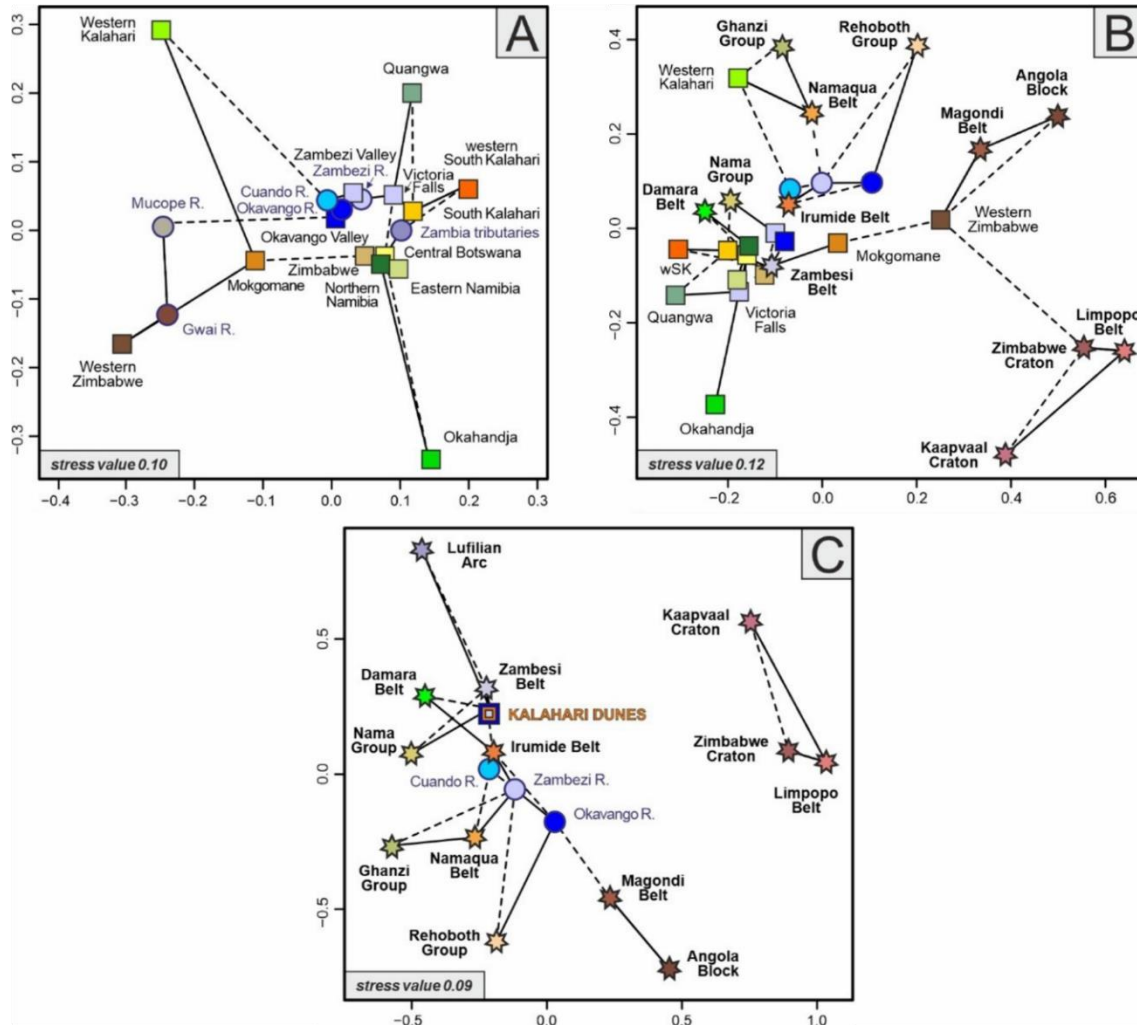 A
Western
Kalahari
Quangwa
Zambezi Valley
Zambezi R.
western
South Kalahari
Cuando R.
Okavango R.
Victoria
Falls
Mucope R.
South Kalahari
Zambia tributaries
Okavango Valley
Central Botswana
Zimbabwe
Mokgomane
Northern
Namibia
Eastern Namibia
Gwai R.
Western
Zimbabwe
Okahandja
stress value 0.10
0.3
0.2
0.1
0.0
−0.1
−0.2
−0.3
−0.4
−0.3
−0.2
−0.1
0.0
0.1
0.2
0.3
B
Ghanzi
Group
Rehoboth
Group
Western
Kalahari
Namaqua
Belt
Angola
Block
Magondi
Belt
Nama
Group
Damara
Belt
Irumide Belt
Western
Zimbabwe
wSK
Mokgomane
Zambesi
Belt
Quangwa
Victoria
Falls
Limpopo
Belt
Zimbabwe
Craton
Okahandja
Kaapvaal
Craton
stress value 0.12
0.4
0.2
0.0
−0.2
−0.4
−0.2
0.0
0.2
0.4
0.6
C
Lufilian
Arc
Kaapvaal
Craton
Damara
Belt
Zambesi
Belt
KALAHARI DUNES
Nama
Group
Irumide Belt
Zimbabwe
Craton
Cuando R.
Zambezi R.
Limpopo
Belt
Okavango R.
Ghanzi
Group
Namaqua
Belt
Magondi
Belt
Rehoboth
Group
Angola
Block
stress value 0.09
0.5
0.0
−0.5
−0.5
0.0
0.5
1.0